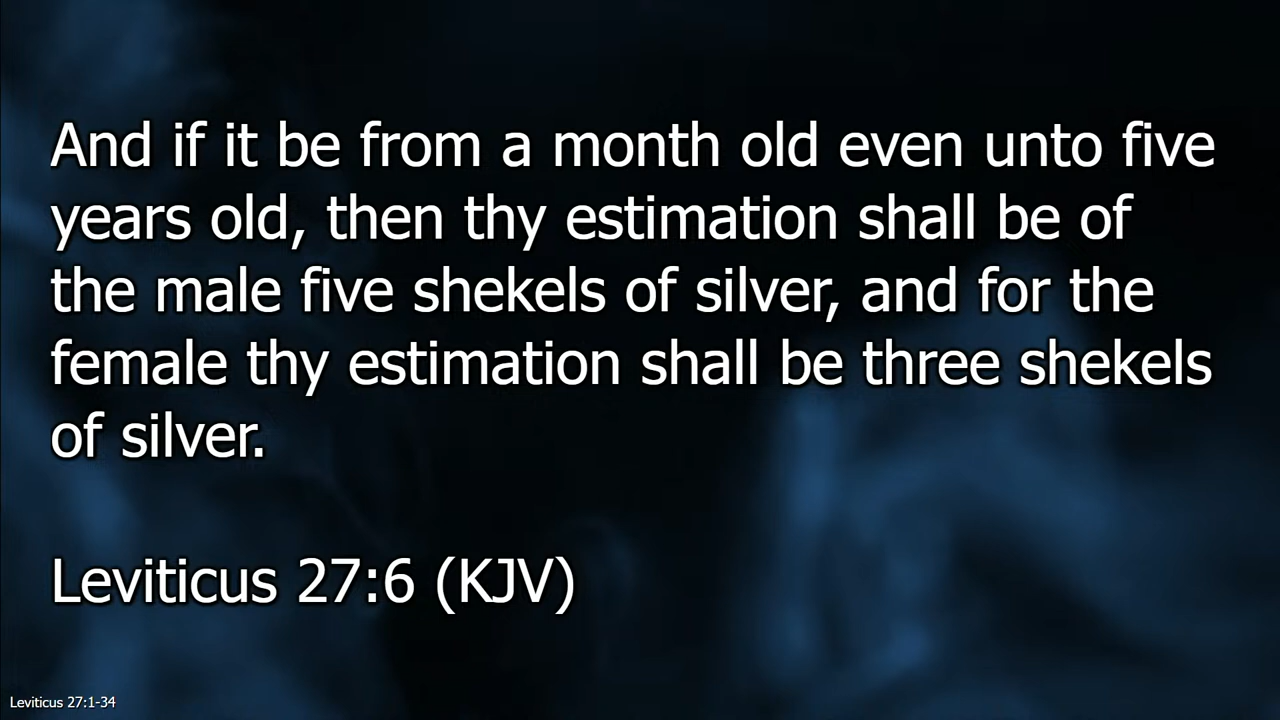 And if it be from a month old even unto five
years old, then thy estimation shall be of
the male five shekels of silver, and for the
female thy estimation shall be three shekels
of silver.
Leviticus 27:6 (KJV)
Leviticus 27:1-34